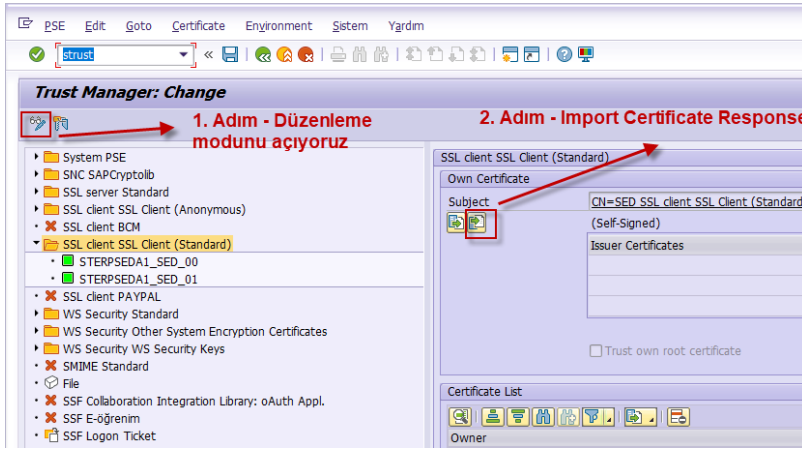 PSE Edit Goto Certificate Environment Sistem Yardım
strust
Trust Manager: Change
1. Adım - Düzenleme
modunu açıyoruz
2. Adım - Import Certificate Response
System PSE
SNC SAPCryptolib
SSL server Standard
SSL client SSL Client (Anonymous)
SSL client BCM
SSL client SSL Client (Standard)
STERPSEDA1_SED_00
STERPSEDA1_SED_01
SSL client PAYPAL
WS Security Standard
WS Security Other System Encryption Certificates
WS Security WS Security Keys
SMIME Standard
File
SSF Collaboration Integration Library: oAuth Appl.
SSF E-öğrenim
SSF Logon Ticket
SSL client SSL Client (Standard)
Own Certificate
Subject
CN=SED SSL client SSL Client (Standard
(Self-Signed)
Issuer Certificates
Trust own root certificate
Certificate List
Owner